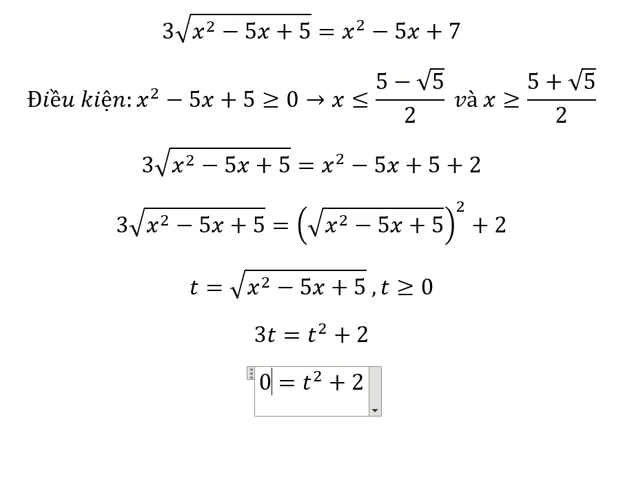 3√(x² − 5x + 5) = x² − 5x + 7
Điều kiện: x² − 5x + 5 ≥ 0 → x ≤ (5 − √5)/2 và x ≥ (5 + √5)/2
3√(x² − 5x + 5) = x² − 5x + 5 + 2
3√(x² − 5x + 5) = (√(x² − 5x + 5))² + 2
t = √(x² − 5x + 5) , t ≥ 0
3t = t² + 2
0 = t² + 2